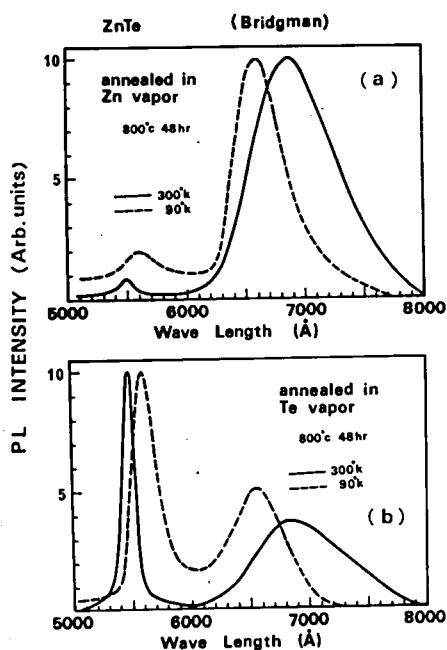 ZnTe (Bridgman)
PL INTENSITY (Arb. units)
10
5
annealed in
Zn vapor
800°c 48hr
300°k
90°k
(a)
5000 6000 7000 8000
Wave Length (Å)
10
5
annealed in
Te vapor
800°c 48hr
300°k
90°k
(b)
5000 6000 7000 8000
Wave Length (Å)